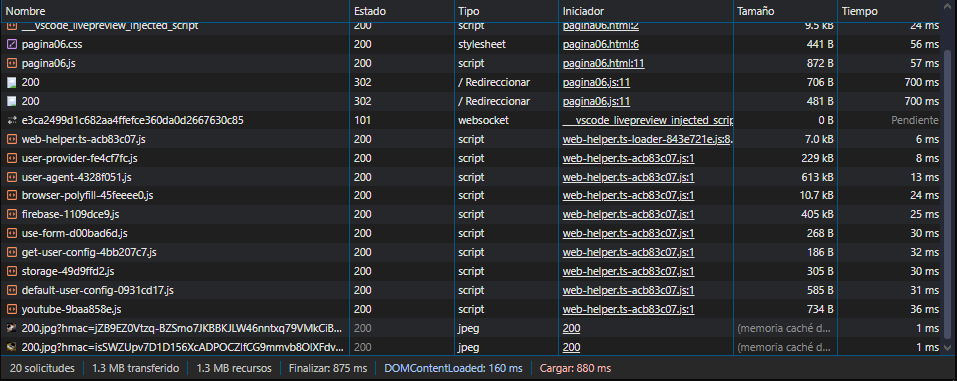 Nombre Estado Tipo Iniciador Tamaño Tiempo
__vscode_livepreview_injected_script 200 script pagina06.html:2 9.5 kB 24 ms
pagina06.css 200 stylesheet pagina06.html:6 441 B 56 ms
pagina06.js 200 script pagina06.html:11 872 B 57 ms
200 302 / Redireccionar pagina06.js:11 706 B 700 ms
200 302 / Redireccionar pagina06.js:11 481 B 700 ms
e3ca2499d1c682aa4ffefce360da0d2667630c85 101 websocket __vscode_livepreview_injected_scrip 0 B Pendiente
web-helper.ts-acb83c07.js 200 script web-helper.ts-loader-843e721e.js:8. 7.0 kB 6 ms
user-provider-fe4cf7fc.js 200 script web-helper.ts-acb83c07.js:1 229 kB 8 ms
user-agent-4328f051.js 200 script web-helper.ts-acb83c07.js:1 613 kB 13 ms
browser-polyfill-45feeee0.js 200 script web-helper.ts-acb83c07.js:1 10.7 kB 24 ms
firebase-1109dce9.js 200 script web-helper.ts-acb83c07.js:1 405 kB 25 ms
use-form-d00bad6d.js 200 script web-helper.ts-acb83c07.js:1 268 B 30 ms
get-user-config-4bb207c7.js 200 script web-helper.ts-acb83c07.js:1 186 B 32 ms
storage-49d9ffd2.js 200 script web-helper.ts-acb83c07.js:1 305 B 30 ms
default-user-config-0931cd17.js 200 script web-helper.ts-acb83c07.js:1 585 B 31 ms
youtube-9baa858e.js 200 script web-helper.ts-acb83c07.js:1 734 B 36 ms
200.jpg?hmac=jZB9EZ0Vtzq-BZSmo7JKBBKJLW46nntxq79VMkCiB... 200 jpeg 200 (memoria caché d... 1 ms
200.jpg?hmac=isSWZUpv7D1D156XcADPOCZlfCG9mmvb8OIXFdv... 200 jpeg 200 (memoria caché d... 1 ms
20 solicitudes 1.3 MB transferido 1.3 MB recursos Finalizar: 875 ms DOMContentLoaded: 160 ms Cargar: 880 ms